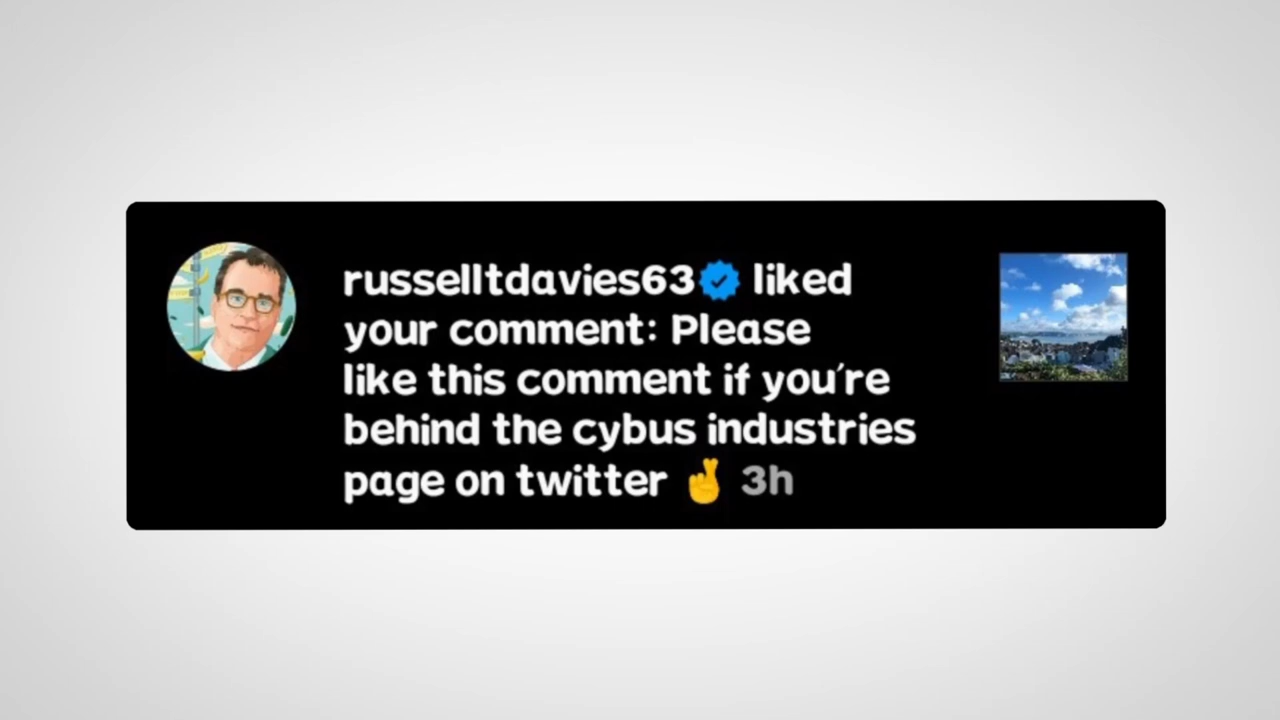 russelltdavies63 liked
your comment: Please
like this comment if you're
behind the cybus industries
page on twitter 🤞 3h